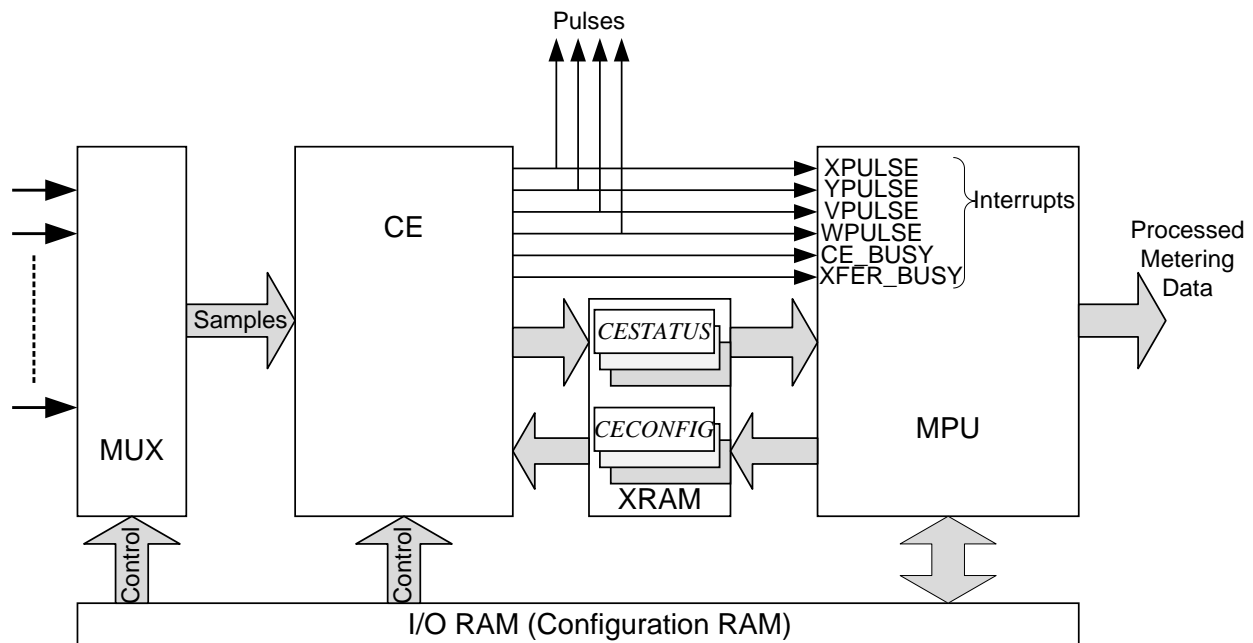 Pulses
XPULSE
YPULSE
VPULSE
WPULSE
CE_BUSY
XFER_BUSY
Interrupts
CE
Processed
Metering
Data
Samples
CESTATUS
CECONFIG
XRAM
MUX
MPU
Control
Control
I/O RAM (Configuration RAM)